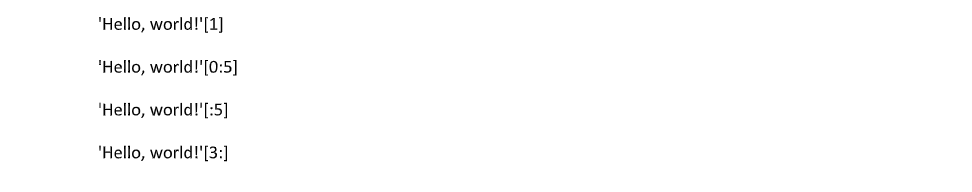 'Hello, world!'[1]
'Hello, world!'[0:5]
'Hello, world!'[:5]
'Hello, world!'[3:]